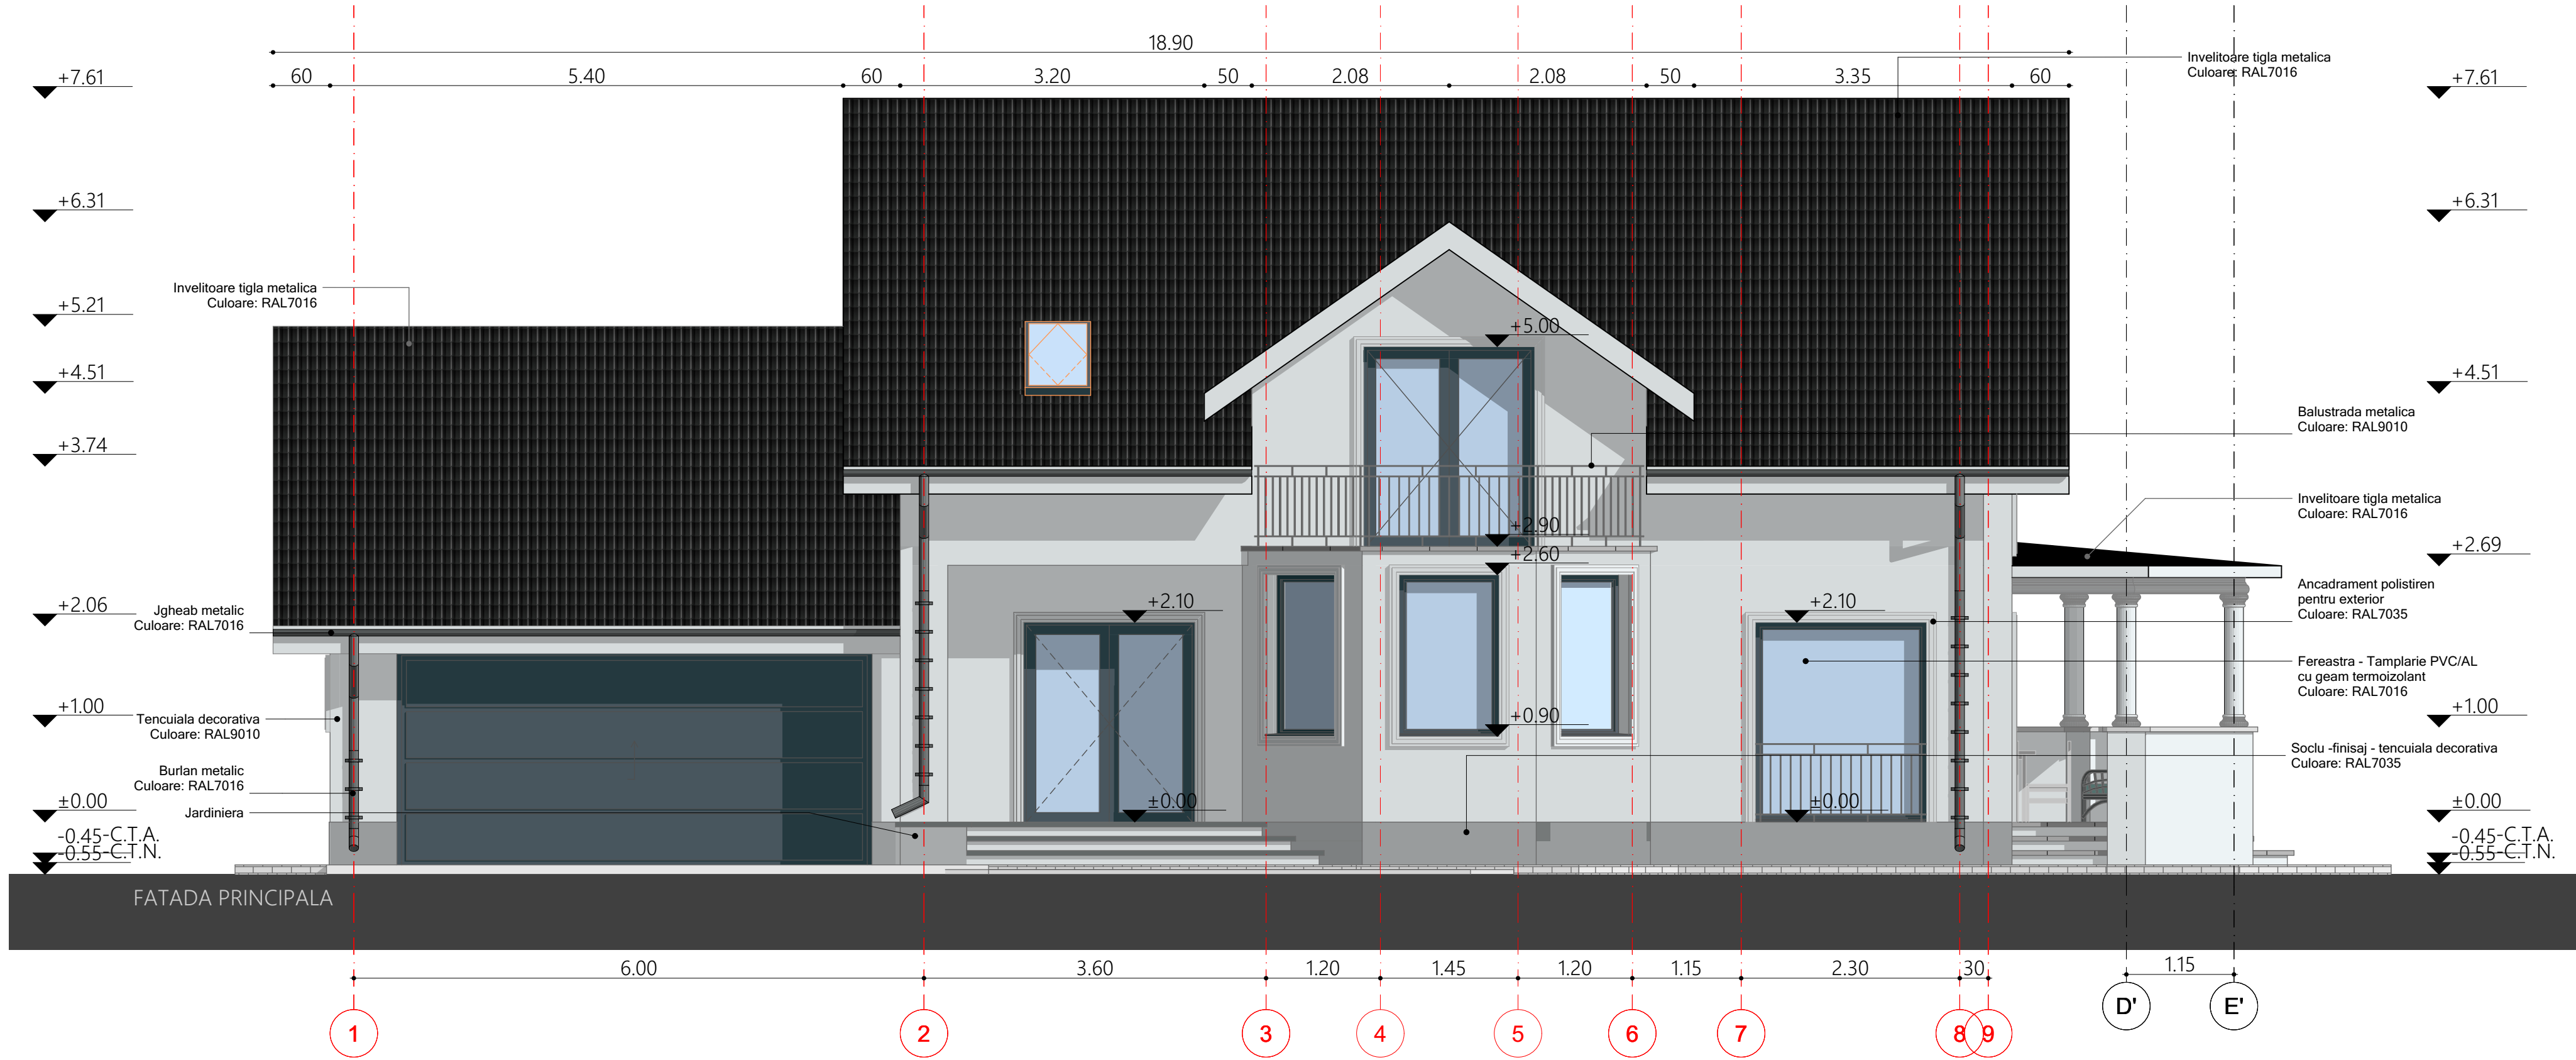 18.90
60 5.40 60 3.20 50 2.08 2.08 50 3.35 60
Invelitoare tigla metalica
Culoare: RAL7016
+7.61
+7.61
+6.31
+6.31
Invelitoare tigla metalica
Culoare: RAL7016
+5.21
+5.00
+4.51
+4.51
Balustrada metalica
Culoare: RAL9010
+3.74
Invelitoare tigla metalica
Culoare: RAL7016
+2.90
+2.60
+2.69
Ancadrament polistiren
pentru exterior
Culoare: RAL7035
+2.06
Jgheab metalic
Culoare: RAL7016
+2.10
+2.10
Fereastra - Tamplarie PVC/AL
cu geam termoizolant
Culoare: RAL7016
+1.00
+0.90
+1.00
Tencuiala decorativa
Culoare: RAL9010
Soclu -finisaj - tencuiala decorativa
Culoare: RAL7035
Burlan metalic
Culoare: RAL7016
±0.00
±0.00
±0.00
±0.00
Jardiniera
-0.45-C.T.A.
-0.55-C.T.N.
-0.45-C.T.A.
-0.55-C.T.N.
FATADA PRINCIPALA
6.00 3.60 1.20 1.45 1.20 1.15 2.30 30 1.15
1 2 3 4 5 6 7 8 9 D' E'